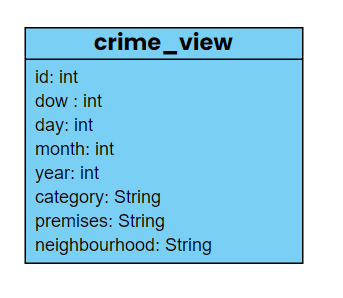 crime_view
id: int
dow : int
day: int
month: int
year: int
category: String
premises: String
neighbourhood: String